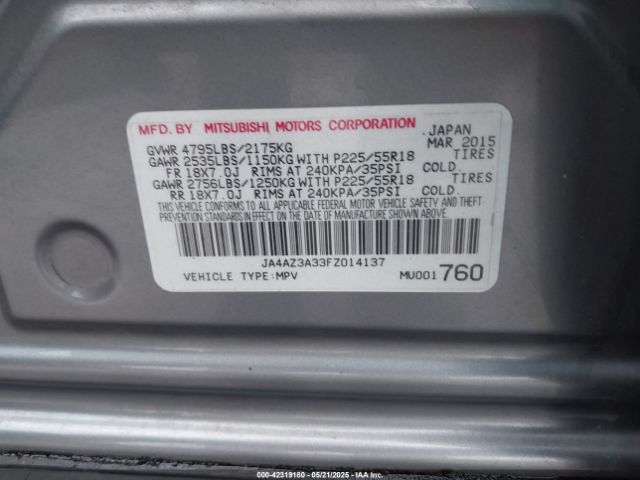 MFD. BY MITSUBISHI MOTORS CORPORATION . JAPAN
GVWR 4795LBS/2175KG MAR 2015
GAWR 2535LBS/1150KG WITH P225/55R18 TIRES
FR 18X7.0J RIMS AT 240KPA/35PSI COLD.
GAWR 2756LBS/1250KG WITH P225/55R18 TIRES
RR 18X7.0J RIMS AT 240KPA/35PSI COLD.
THIS VEHICLE CONFORMS TO ALL APPLICABLE FEDERAL MOTOR VEHICLE SAFETY AND THEFT
PREVENTION STANDARDS IN EFFECT ON THE DATE OF MANUFACTURE SHOWN ABOVE.
JA4AZ3A33FZ014137
VEHICLE TYPE:MPV MU001 760
000-42319180 - 05/21/2025 - IAAI.COM